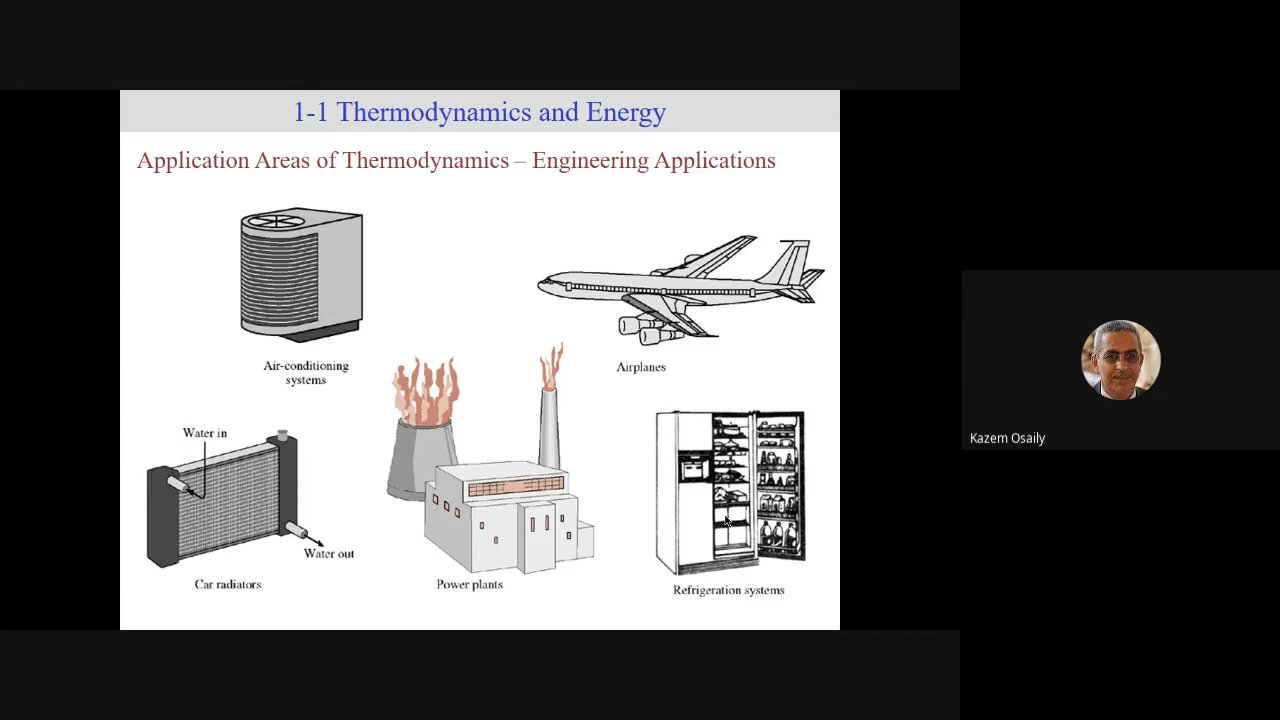 1-1 Thermodynamics and Energy
Application Areas of Thermodynamics – Engineering Applications
Air-conditioning
systems
Airplanes
Water in
Water out
Car radiators
Power plants
Refrigeration systems
Kazem Osaily